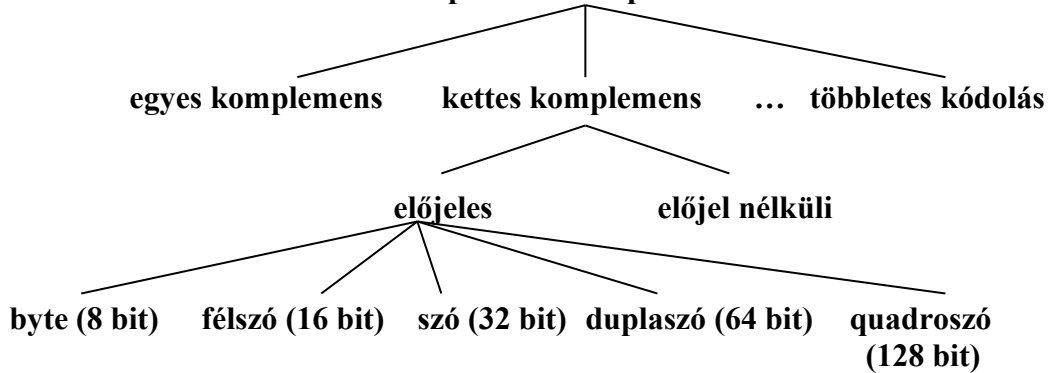 egyes komplemens kettes komplemens … többletes kódolás
előjeles előjel nélküli
byte (8 bit) félszó (16 bit) szó (32 bit) duplaszó (64 bit) quadroszó
(128 bit)